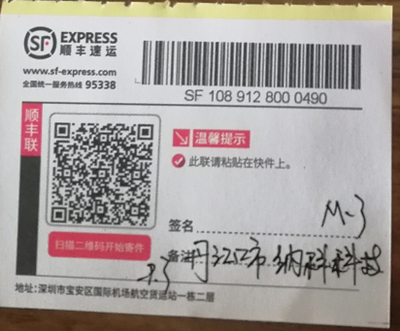 SF EXPRESS
顺丰速运
www.sf-express.com
全国统一服务热线 95338
SF 108 912 800 0490
顺丰联
温馨提示
此联请粘贴在快件上。
签名
M-3
备注
市纳科科技
扫描二维码开始寄件
地址:深圳市宝安区国际机场航空货运站一栋二层